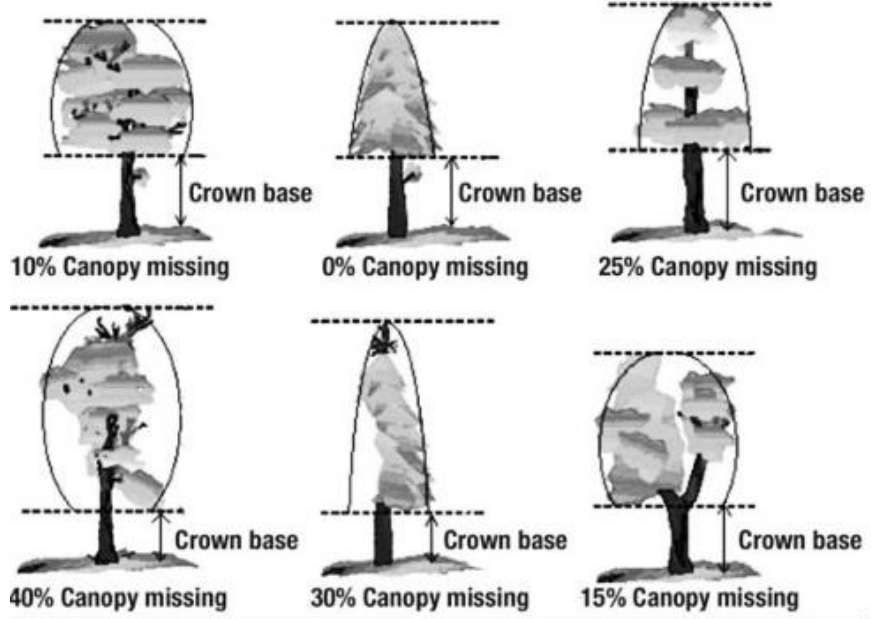 Crown base
10% Canopy missing
Crown base
0% Canopy missing
Crown base
25% Canopy missing
Crown base
40% Canopy missing
Crown base
30% Canopy missing
Crown base
15% Canopy missing